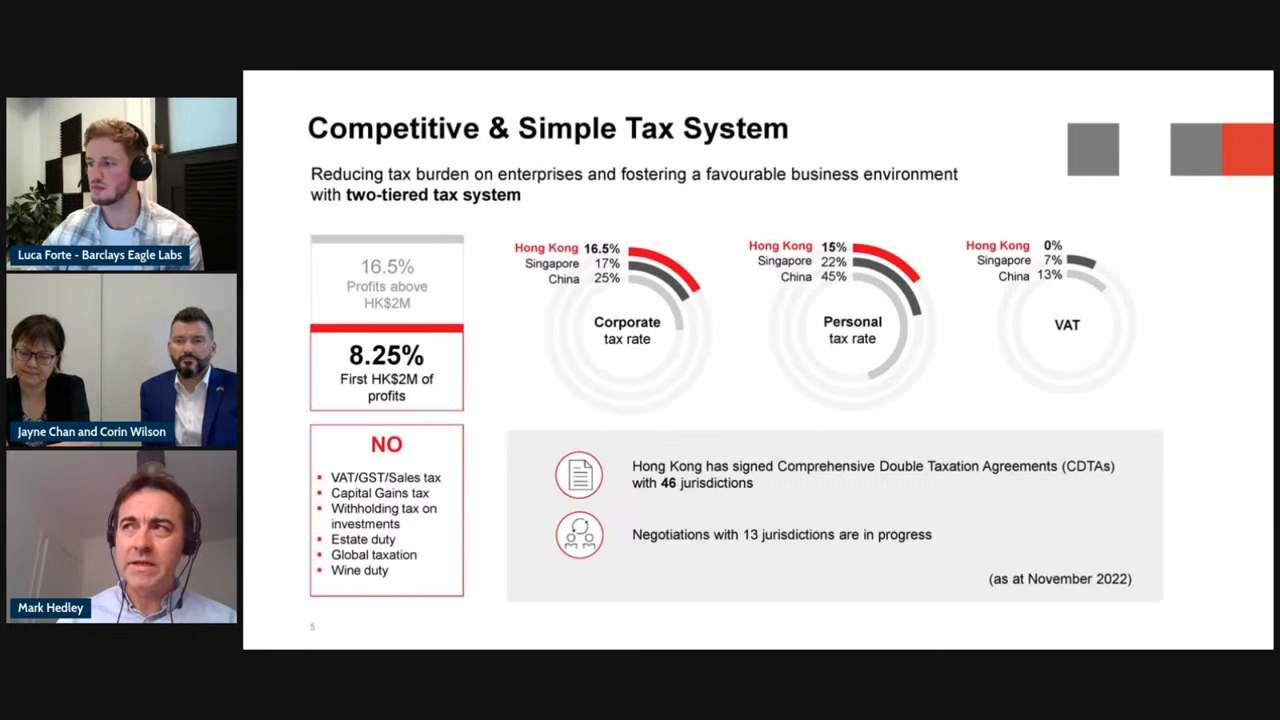 Competitive & Simple Tax System
Reducing tax burden on enterprises and fostering a favourable business environment
with two-tiered tax system
16.5%
Profits above
HK$2M
8.25%
First HK$2M of
profits
Hong Kong 16.5%
Singapore 17%
China 25%
Corporate
tax rate
Hong Kong 15%
Singapore 22%
China 45%
Personal
tax rate
Hong Kong 0%
Singapore 7%
China 13%
VAT
NO
VAT/GST/Sales tax
Capital Gains tax
Withholding tax on
investments
Estate duty
Global taxation
Wine duty
Hong Kong has signed Comprehensive Double Taxation Agreements (CDTAs)
with 46 jurisdictions
Negotiations with 13 jurisdictions are in progress
(as at November 2022)
5
Luca Forte - Barclays Eagle Labs
Jayne Chan and Corin Wilson
Mark Hedley